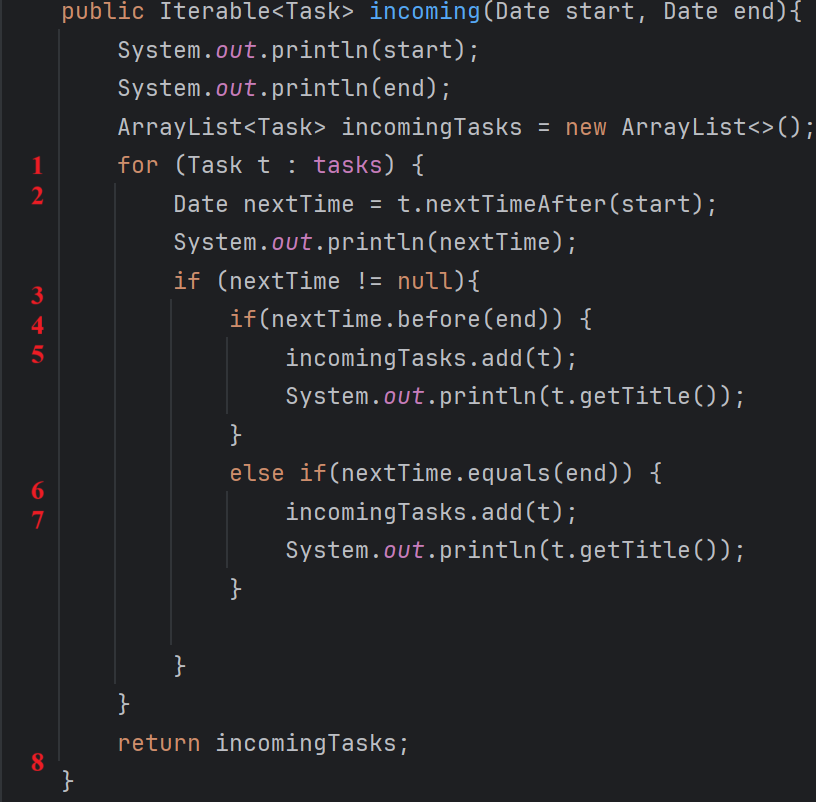 public Iterable<Task> incoming(Date start, Date end){
System.out.println(start);
System.out.println(end);
ArrayList<Task> incomingTasks = new ArrayList<>();
1 for (Task t : tasks) {
2 Date nextTime = t.nextTimeAfter(start);
System.out.println(nextTime);
3 if (nextTime != null){
4 if(nextTime.before(end)) {
5 incomingTasks.add(t);
System.out.println(t.getTitle());
}
6 else if(nextTime.equals(end)) {
7 incomingTasks.add(t);
System.out.println(t.getTitle());
}
}
}
8 return incomingTasks;
}